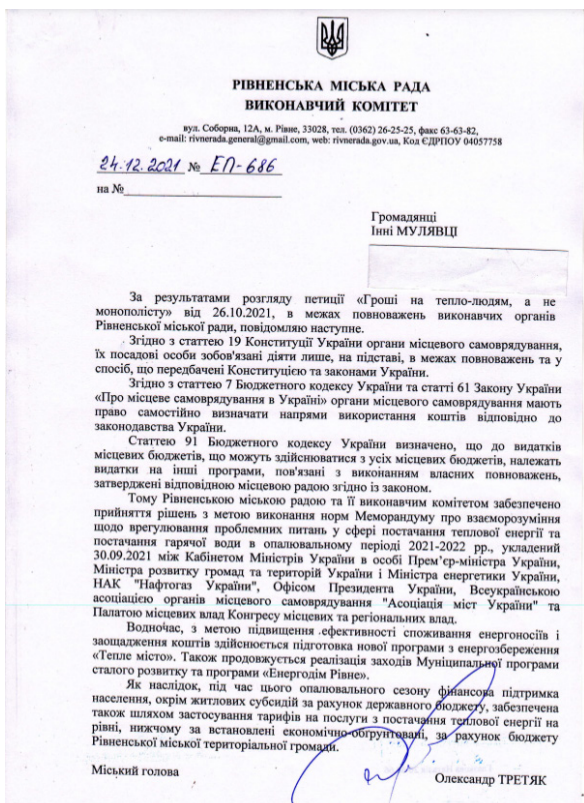 РІВНЕНСЬКА МІСЬКА РАДА
ВИКОНАВЧИЙ КОМІТЕТ
вул. Соборна, 12А, м. Рівне, 33028, тел. (0362) 26-25-25, факс 63-63-82,
e-mail: rivnerada.general@gmail.com, web: rivnerada.gov.ua, Код ЄДРПОУ 04057758
24.12.2021 № ЕП-686
на №
Громадянці
Інні МУЛЯВЦІ
За результатами розгляду петиції «Гроші на тепло-людям, а не
монополісту» від 26.10.2021, в межах повноважень виконавчих органів
Рівненської міської ради, повідомляю наступне.
Згідно з статтею 19 Конституції України органи місцевого самоврядування,
їх посадові особи зобов'язані діяти лише, на підставі, в межах повноважень та у
спосіб, що передбачені Конституцією та законами України.
Згідно з статтею 7 Бюджетного кодексу України та статті 61 Закону України
«Про місцеве самоврядування в Україні» органи місцевого самоврядування мають
право самостійно визначати напрями використання коштів відповідно до
законодавства України.
Статтею 91 Бюджетного кодексу України визначено, що до видатків
місцевих бюджетів, що можуть здійснюватися з усіх місцевих бюджетів, належать
видатки на інші програми, пов'язані з виконанням власних повноважень,
затверджені відповідною місцевою радою згідно із законом.
Тому Рівненською міською радою та її виконавчим комітетом забезпечено
прийняття рішень з метою виконання норм Меморандуму про взаєморозуміння
щодо врегулювання проблемних питань у сфері постачання теплової енергії та
постачання гарячої води в опалювальному періоді 2021-2022 рр., укладений
30.09.2021 між Кабінетом Міністрів України в особі Прем’єр-міністра України,
Міністра розвитку громад та територій України і Міністра енергетики України,
НАК "Нафтогаз України", Офісом Президента України, Всеукраїнською
асоціацією органів місцевого самоврядування "Асоціація міст України" та
Палатою місцевих влад Конгресу місцевих та регіональних влад.
Водночас, з метою підвищення ефективності споживання енергоносіїв і
заощадження коштів здійснюється підготовка нової програми з енергозбереження
«Тепле місто». Також продовжується реалізація заходів Муніципальної програми
сталого розвитку та програми «Енергодім Рівне».
Як наслідок, під час цього опалювального сезону фінансова підтримка
населення, окрім житлових субсидій за рахунок державного бюджету, забезпечена
також шляхом застосування тарифів на послуги з постачання теплової енергії на
рівні, нижчому за встановлені економічно-обґрунтовані, за рахунок бюджету
Рівненської міської територіальної громади.
Міський голова
Олександр ТРЕТЯК